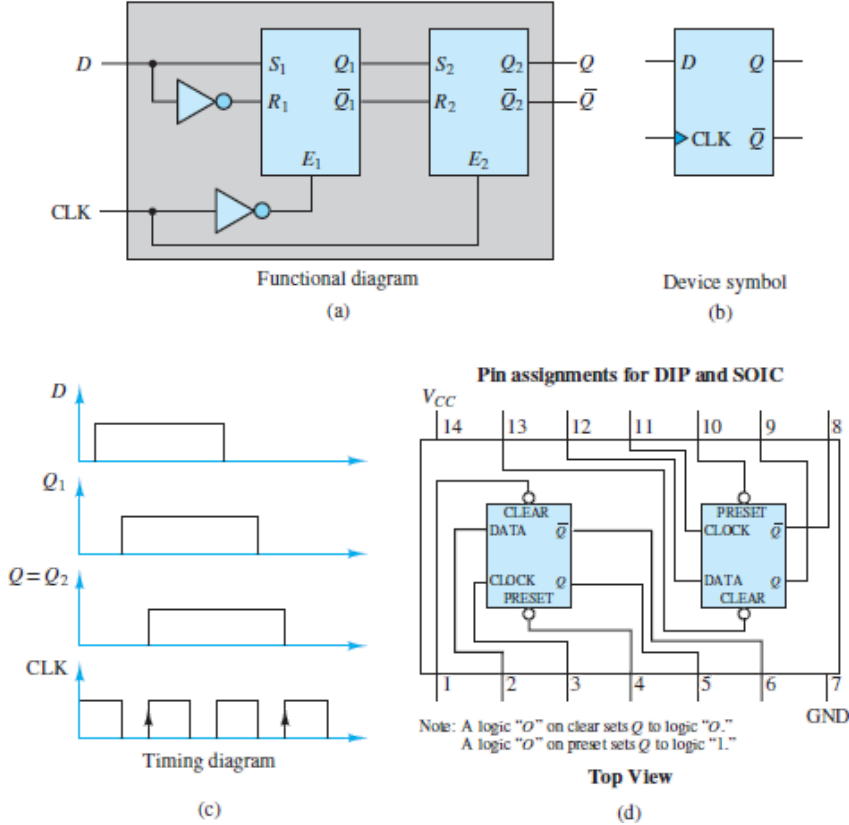 D S₁ Q₁ S₂ Q₂ Q
R₁ Q̅₁ R₂ Q̅₂ Q̅
E₁ E₂
CLK
Functional diagram
(a)
D Q
CLK Q̅
Device symbol
(b)
D
Q₁
Q = Q₂
CLK
Timing diagram
(c)
Pin assignments for DIP and SOIC
V_CC
14 13 12 11 10 9 8
CLEAR
DATA Q̅
CLOCK Q
PRESET
PRESET
CLOCK Q̅
DATA Q
CLEAR
1 2 3 4 5 6 7
GND
Note: A logic "O" on clear sets Q to logic "O."
A logic "O" on preset sets Q to logic "1."
Top View
(d)